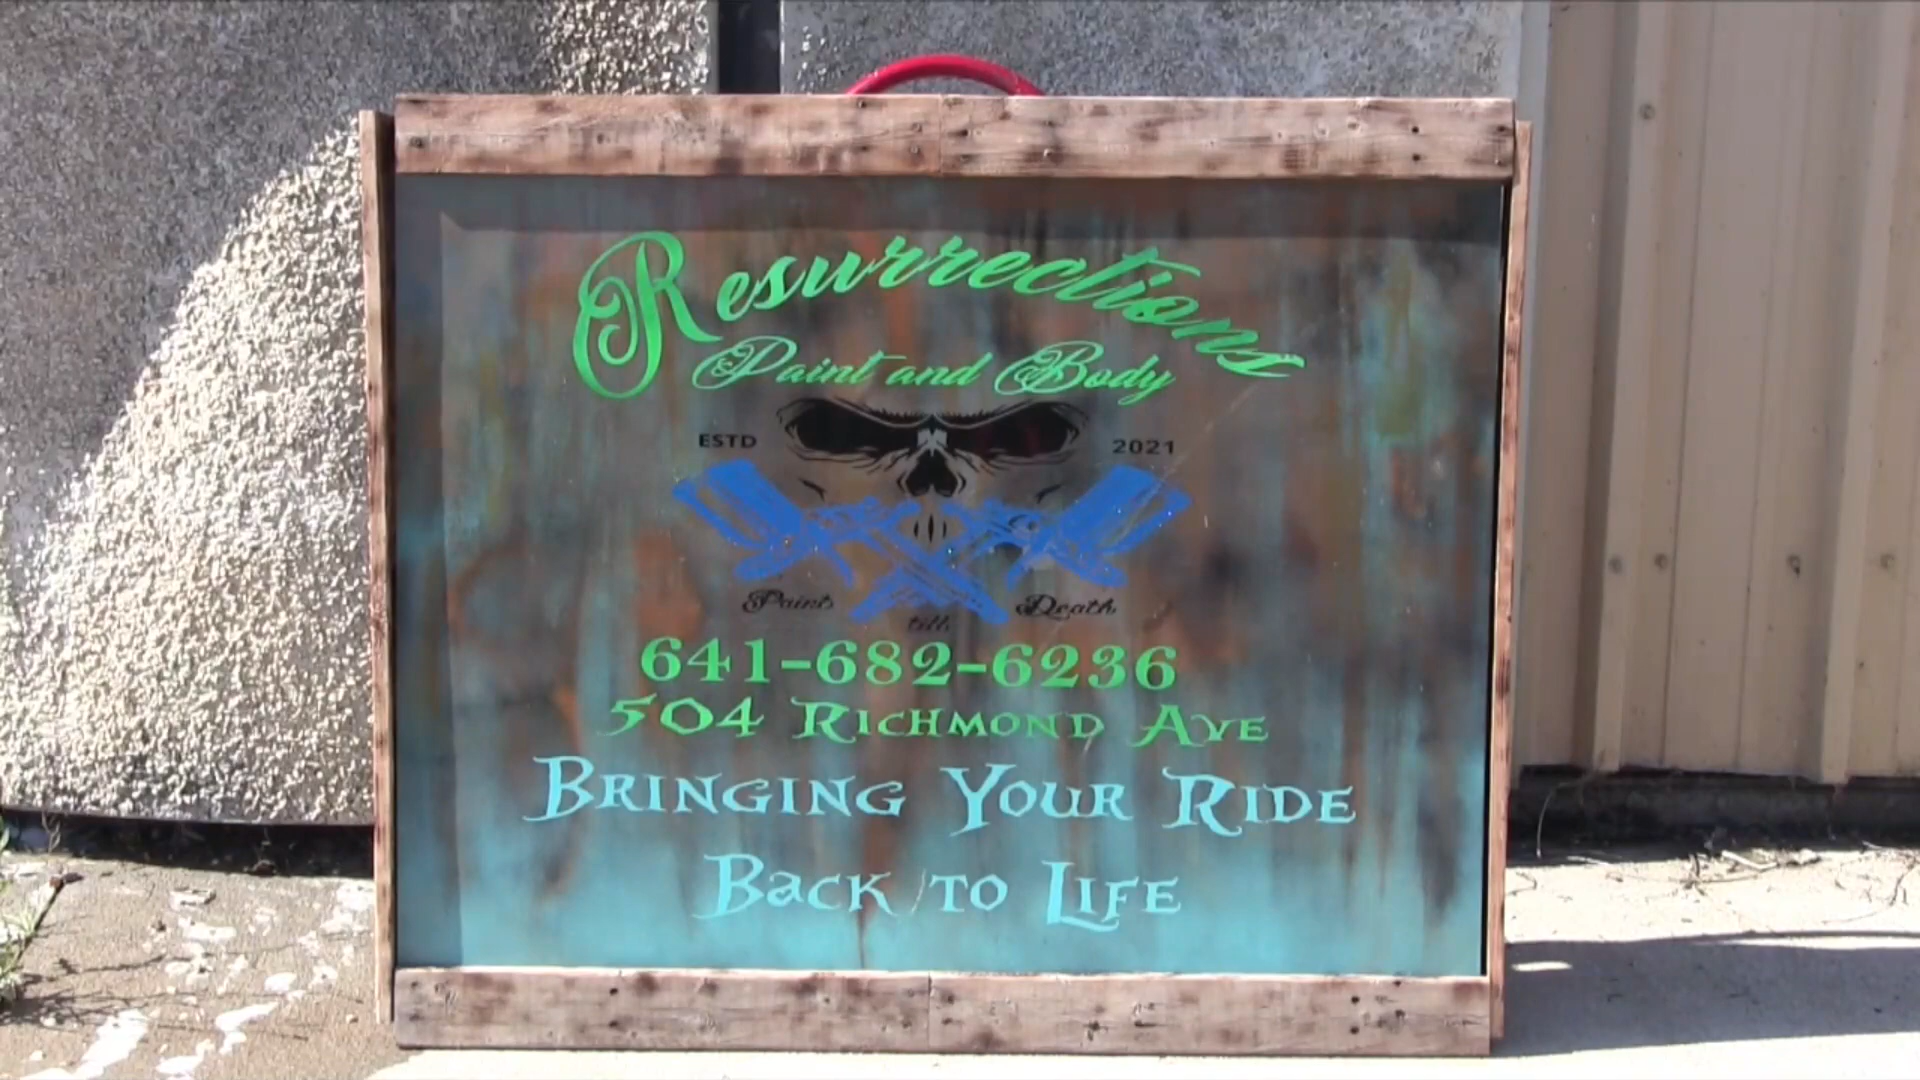 Resurrections
Paint and Body
ESTD 2021
Paint till Death
641-682-6236
504 Richmond Ave
Bringing Your Ride
Back to Life